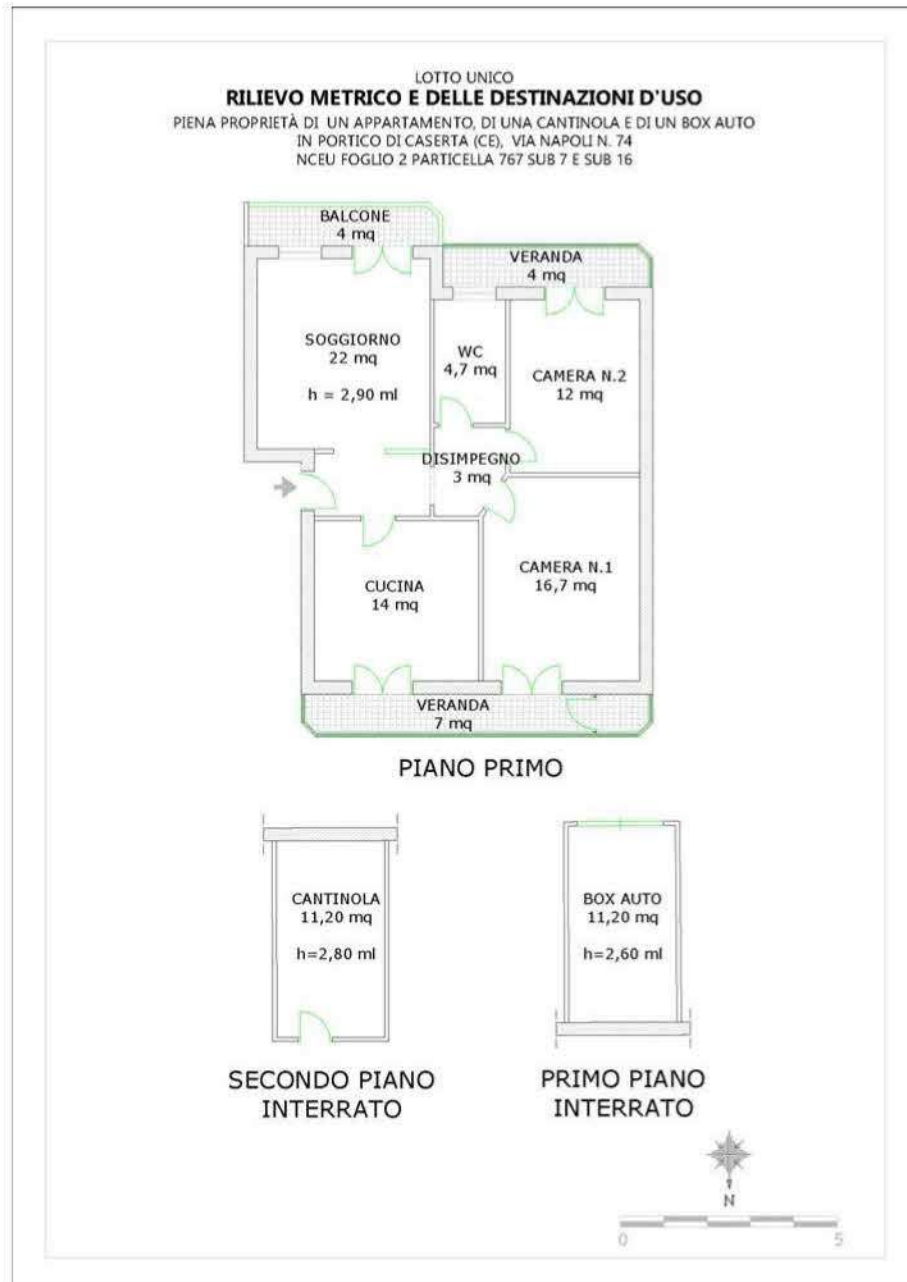 LOTTO UNICO
RILIEVO METRICO E DELLE DESTINAZIONI D'USO
PIENA PROPRIETÀ DI UN APPARTAMENTO, DI UNA CANTINOLA E DI UN BOX AUTO
IN PORTICO DI CASERTA (CE), VIA NAPOLI N. 74
NCEU FOGLIO 2 PARTICELLA 767 SUB 7 E SUB 16
BALCONE
4 mq
VERANDA
4 mq
SOGGIORNO
22 mq
h = 2,90 ml
WC
4,7 mq
CAMERA N.2
12 mq
DISIMPEGNO
3 mq
CUCINA
14 mq
CAMERA N.1
16,7 mq
VERANDA
7 mq
PIANO PRIMO
CANTINOLA
11,20 mq
h=2,80 ml
SECONDO PIANO
INTERRATO
BOX AUTO
11,20 mq
h=2,60 ml
PRIMO PIANO
INTERRATO
N
0 5